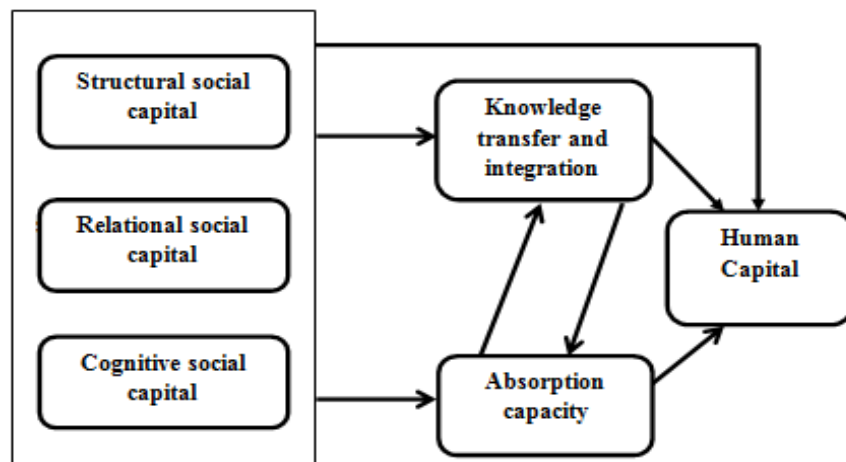 Structural social
capital
Relational social
capital
Cognitive social
capital
Knowledge
transfer and
integration
Absorption
capacity
Human
Capital